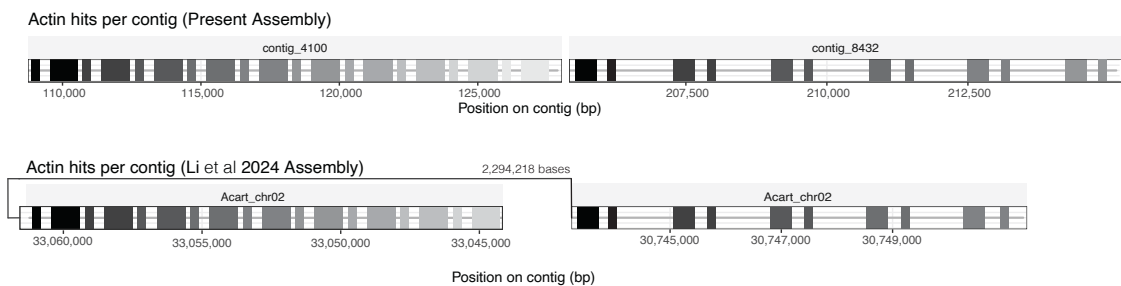 Actin hits per contig (Present Assembly)
contig_4100 contig_8432
110,000 115,000 120,000 125,000 207,500 210,000 212,500
Position on contig (bp)
Actin hits per contig (Li et al 2024 Assembly) 2,294,218 bases
Acart_chr02 Acart_chr02
33,060,000 33,055,000 33,050,000 33,045,000 30,745,000 30,747,000 30,749,000
Position on contig (bp)